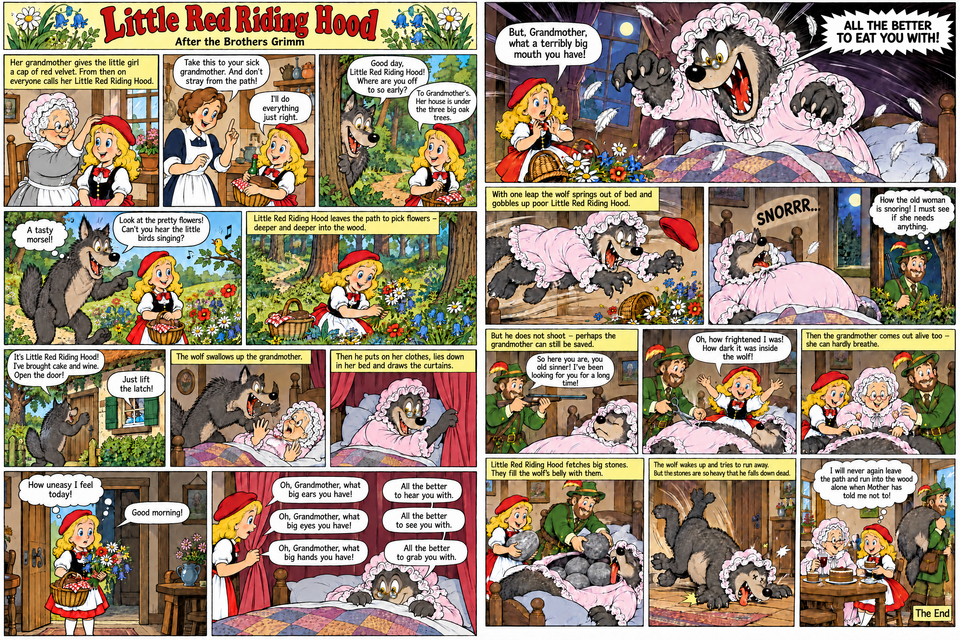 Little Red Riding Hood
After the Brothers Grimm
Her grandmother gives the little girl
a cap of red velvet. From then on
everyone calls her Little Red Riding Hood.
Take this to your sick
grandmother. And don't
stray from the path!
I'll do
everything
just right.
Good day,
Little Red Riding Hood!
Where are you off
to so early?
To Grandmother's.
Her house is under
the three big oak
trees.
A tasty
morsel!
Look at the pretty flowers!
Can't you hear the little
birds singing?
Little Red Riding Hood leaves the path to pick flowers –
deeper and deeper into the wood.
It's Little Red Riding Hood!
I've brought cake and wine.
Open the door!
Just lift
the latch!
The wolf swallows up the grandmother.
Then he puts on her clothes, lies down
in her bed and draws the curtains.
How uneasy I feel
today!
Good morning!
Oh, Grandmother, what
big ears you have!
All the better
to hear you with.
Oh, Grandmother, what
big eyes you have!
All the better
to see you with.
Oh, Grandmother, what
big hands you have!
All the better
to grab you with.
But, Grandmother,
what a terribly big
mouth you have!
ALL THE BETTER
TO EAT YOU WITH!
With one leap the wolf springs out of bed and
gobbles up poor Little Red Riding Hood.
SNORRR...
How the old woman
is snoring! I must see
if she needs
anything.
But he does not shoot – perhaps the
grandmother can still be saved.
So here you are, you
old sinner! I've been
looking for you for a long
time!
Oh, how frightened I was!
How dark it was inside
the wolf!
Then the grandmother comes out alive too –
she can hardly breathe.
Little Red Riding Hood fetches big stones.
They fill the wolf's belly with them.
The wolf wakes up and tries to run away.
But the stones are so heavy that he falls down dead.
I will never again leave
the path and run into the wood
alone when Mother has
told me not to!
The End